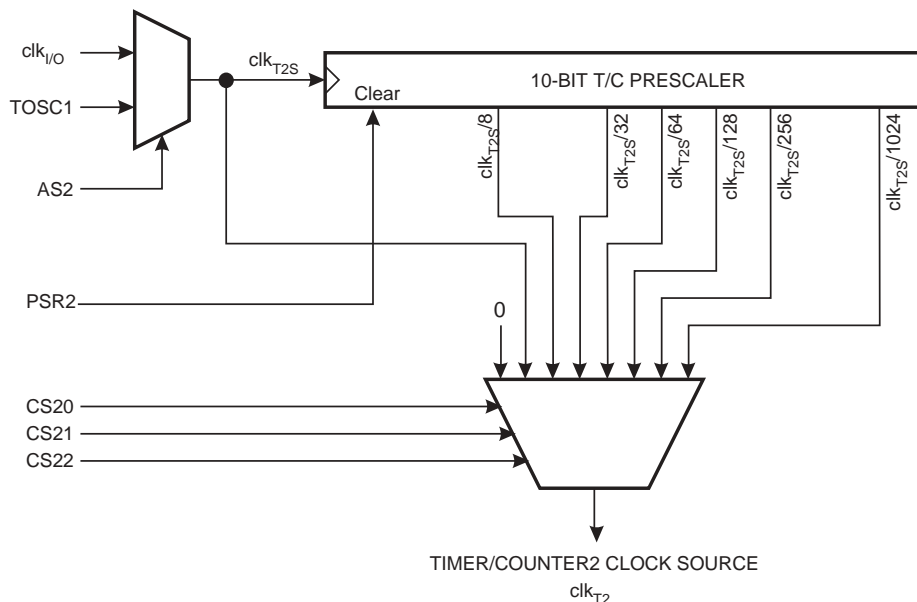 clkI/O
clkT2S
10-BIT T/C PRESCALER
TOSC1
Clear
clkT2S/8
clkT2S/32
clkT2S/64
clkT2S/128
clkT2S/256
clkT2S/1024
AS2
PSR2
0
CS20
CS21
CS22
TIMER/COUNTER2 CLOCK SOURCE
clkT2